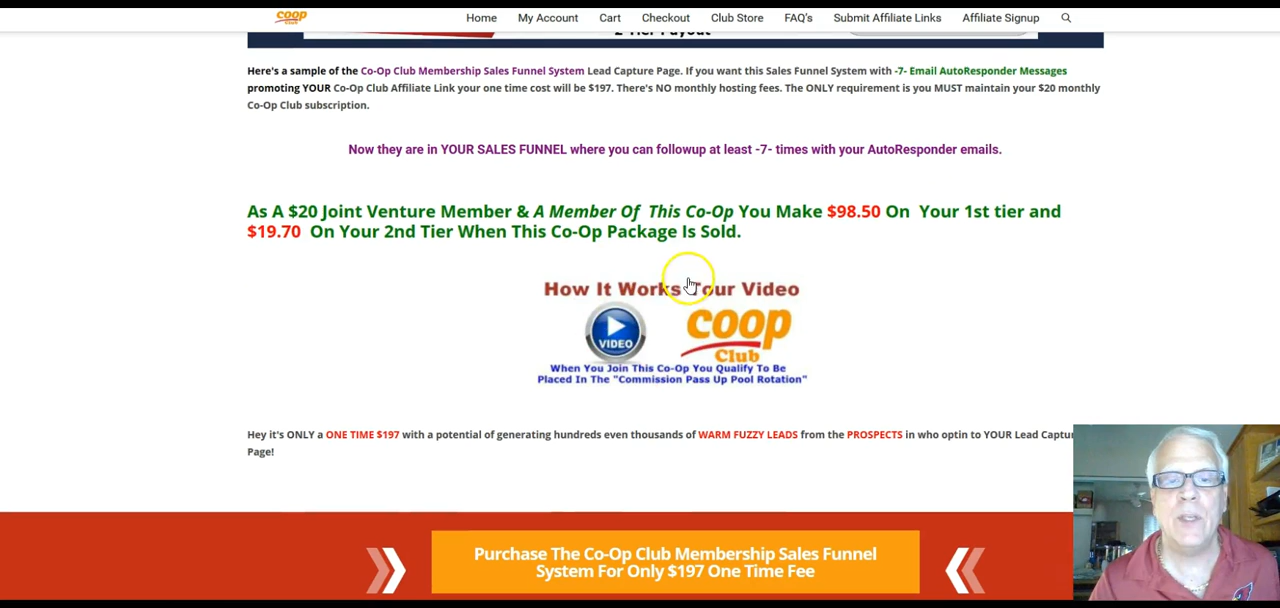 coop
Club
Home My Account Cart Checkout Club Store FAQ's Submit Affiliate Links Affiliate Signup
2-Tier Payout
Here's a sample of the Co-Op Club Membership Sales Funnel System Lead Capture Page. If you want this Sales Funnel System with -7- Email AutoResponder Messages
promoting YOUR Co-Op Club Affiliate Link your one time cost will be $197. There's NO monthly hosting fees. The ONLY requirement is you MUST maintain your $20 monthly
Co-Op Club subscription.
Now they are in YOUR SALES FUNNEL where you can followup at least -7- times with your AutoResponder emails.
As A $20 Joint Venture Member & A Member Of This Co-Op You Make $98.50 On Your 1st tier and
$19.70 On Your 2nd Tier When This Co-Op Package Is Sold.
How It Works Tour Video
VIDEO
coop
Club
When You Join This Co-Op You Qualify To Be
Placed In The "Commission Pass Up Pool Rotation"
Hey it's ONLY a ONE TIME $197 with a potential of generating hundreds even thousands of WARM FUZZY LEADS from the PROSPECTS in who optin to YOUR Lead Captu
Page!
Purchase The Co-Op Club Membership Sales Funnel
System For Only $197 One Time Fee